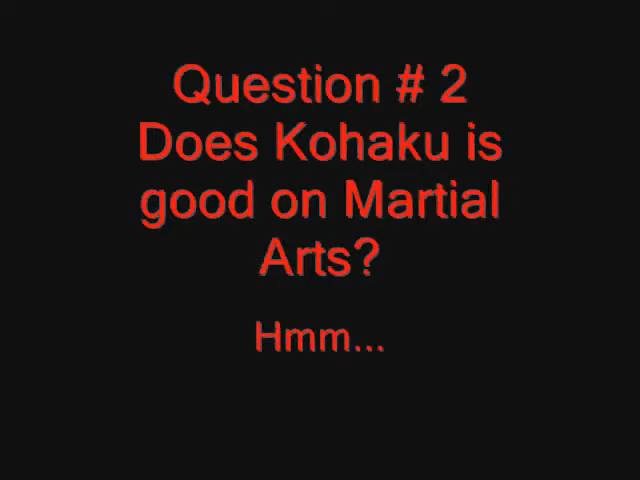 Question # 2
Does Kohaku is
good on Martial
Arts?
Hmm...